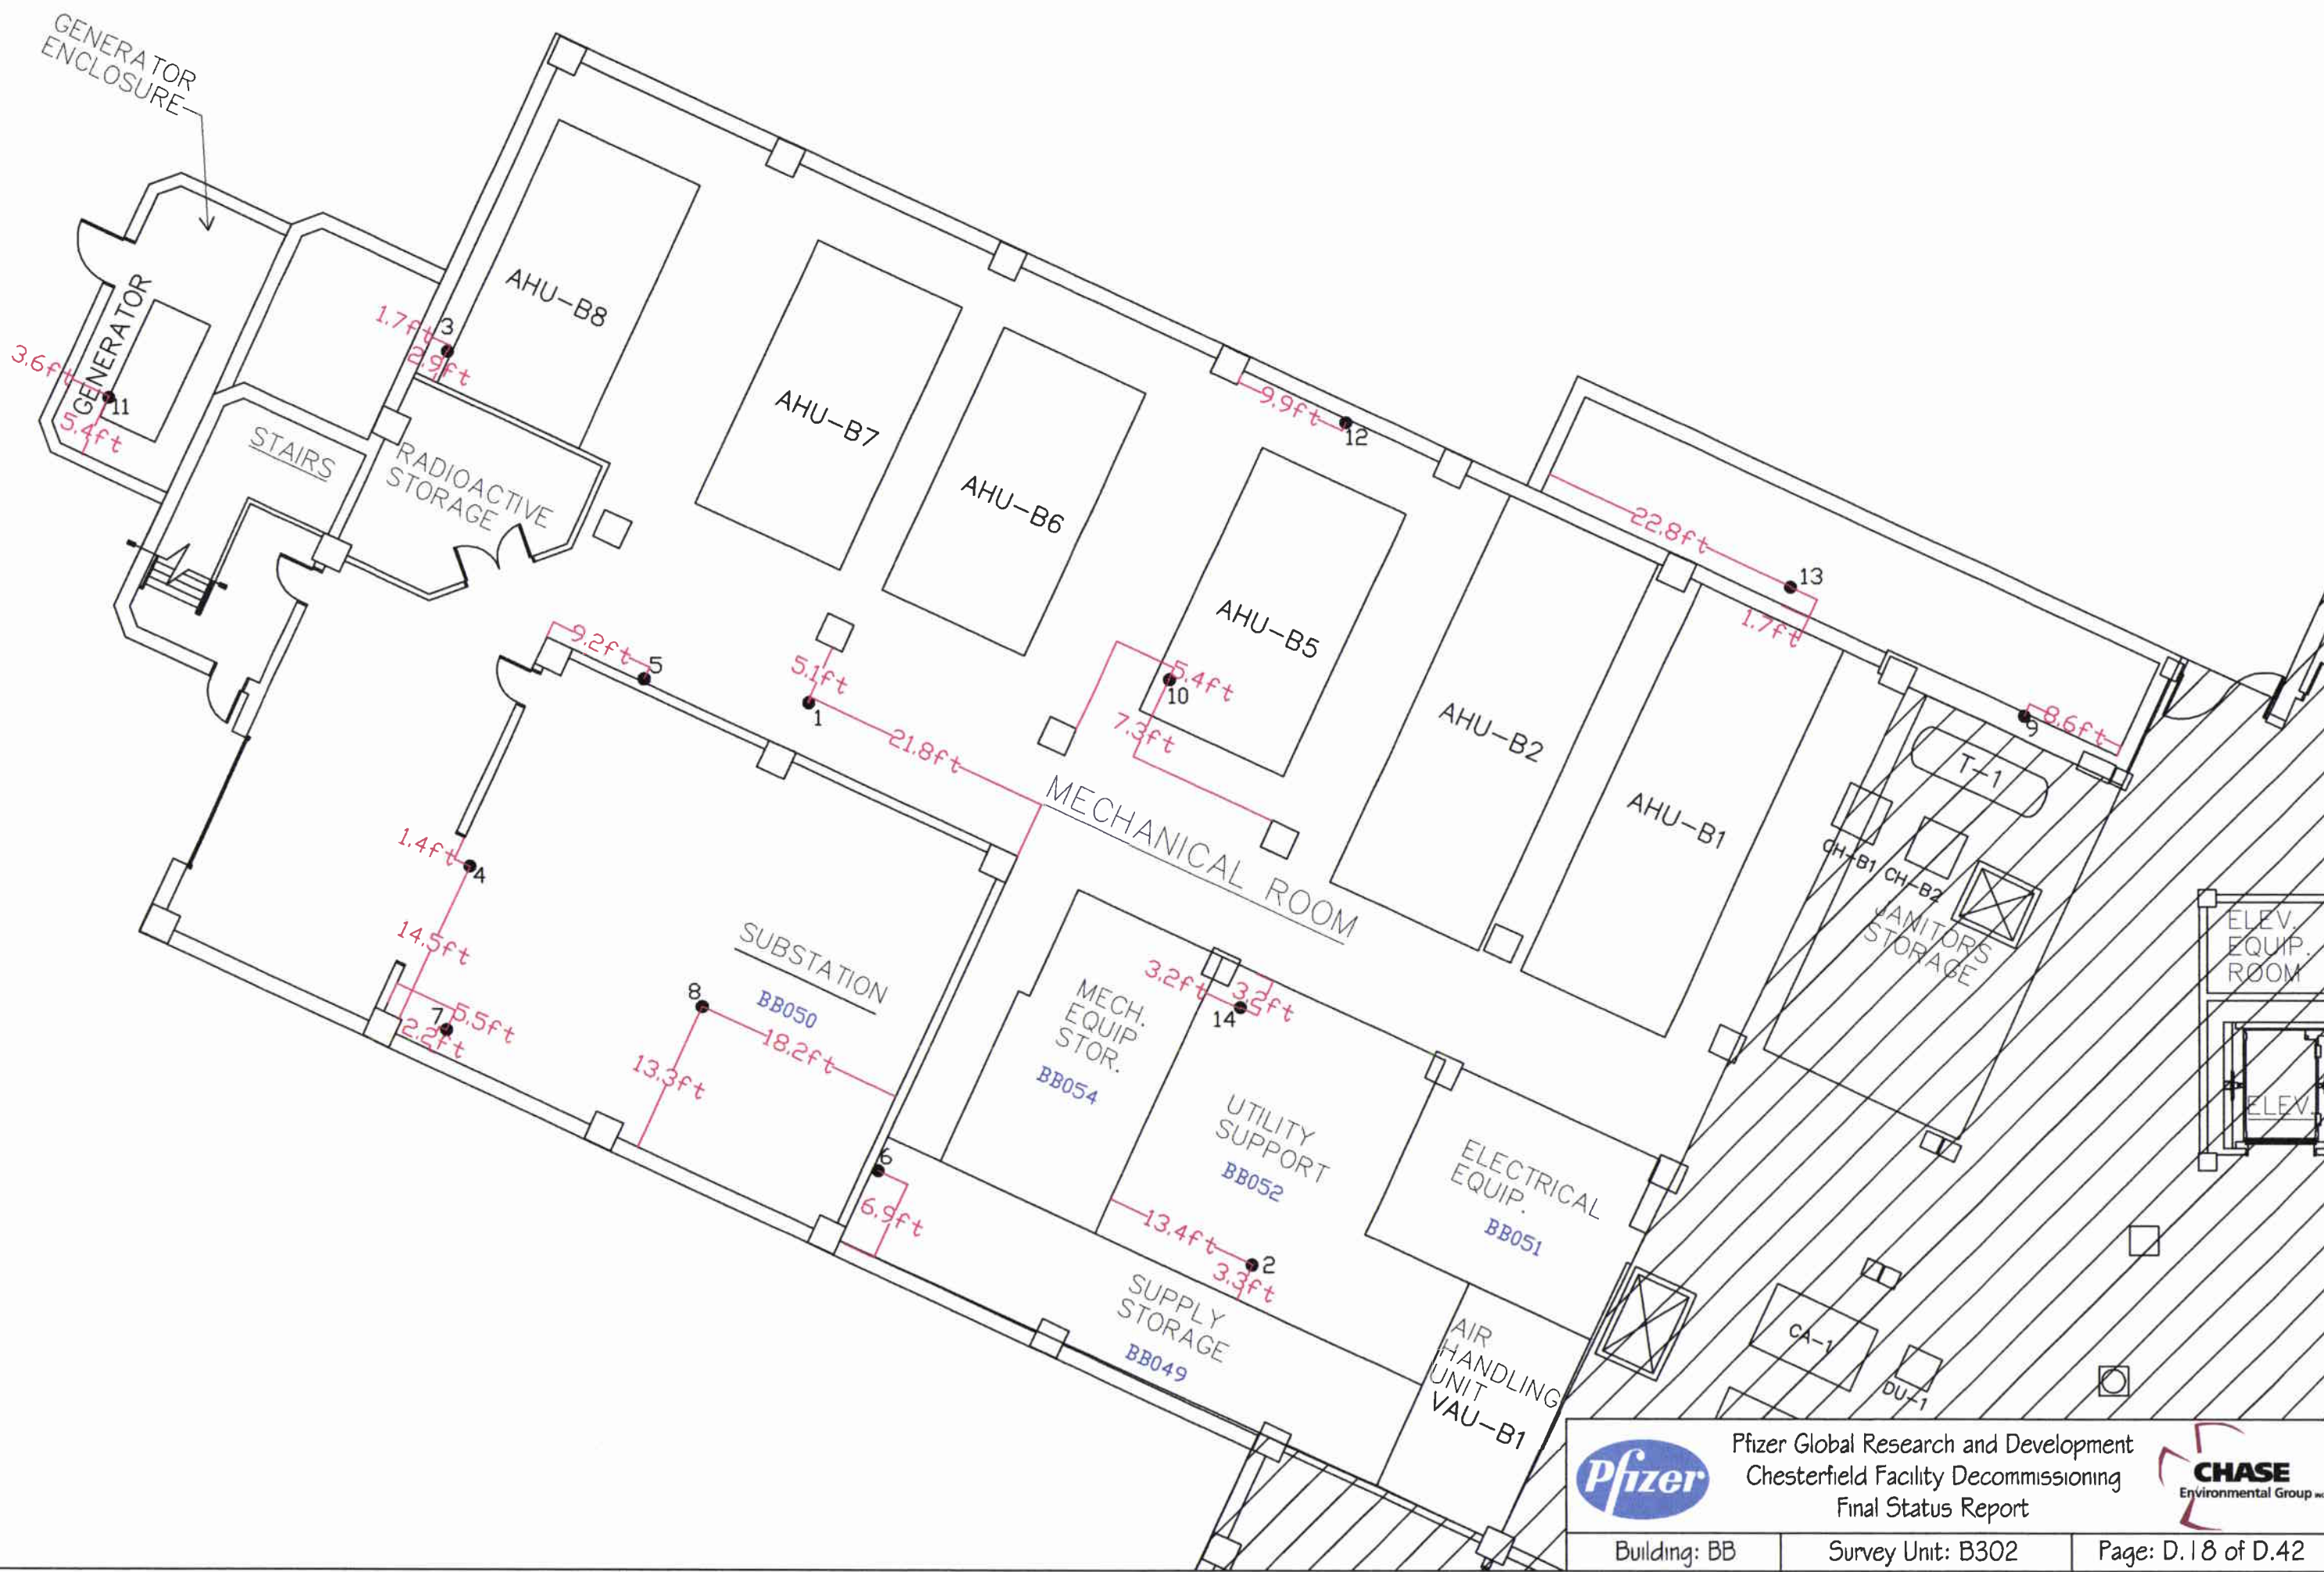 GENERATOR
ENCLOSURE
GENERATOR
3.6ft
11
5.4ft
STAIRS
1.7ft
3
2.9ft
RADIOACTIVE
STORAGE
AHU-B8
AHU-B7
AHU-B6
9.9ft
12
AHU-B5
22.8ft
13
1.7ft
9.2ft
5
5.1ft
1
21.8ft
5.4ft
10
7.3ft
AHU-B2
AHU-B1
9
8.6ft
T-1
CH-B1
CH-B2
JANITORS
STORAGE
ELEV.
EQUIP.
ROOM
ELEV.
MECHANICAL ROOM
1.4ft
4
14.5ft
7
5.5ft
2.2ft
SUBSTATION
BB050
8
18.2ft
13.3ft
6
6.9ft
MECH.
EQUIP
STOR.
BB054
3.2ft
3.2ft
14
UTILITY
SUPPORT
BB052
ELECTRICAL
EQUIP.
BB051
13.4ft
2
3.3ft
SUPPLY
STORAGE
BB049
AIR
HANDLING
UNIT
VAU-B1
CA-1
DU-1
Pfizer
Pfizer Global Research and Development
Chesterfield Facility Decommissioning
Final Status Report
CHASE
Environmental Group
Building: BB
Survey Unit: B302
Page: D.18 of D.42